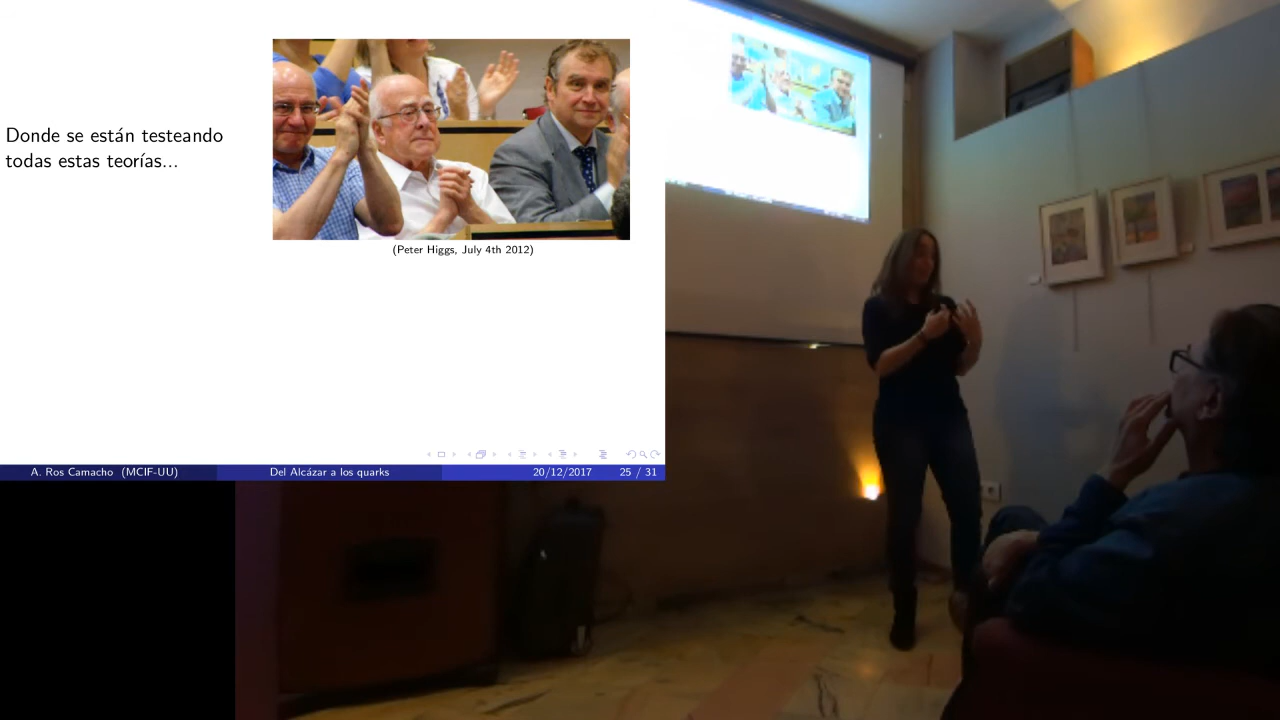 Donde se están testeando
todas estas teorías...
(Peter Higgs, July 4th 2012)
A. Ros Camacho (MCIF-UU) Del Alcázar a los quarks 20/12/2017 25 / 31